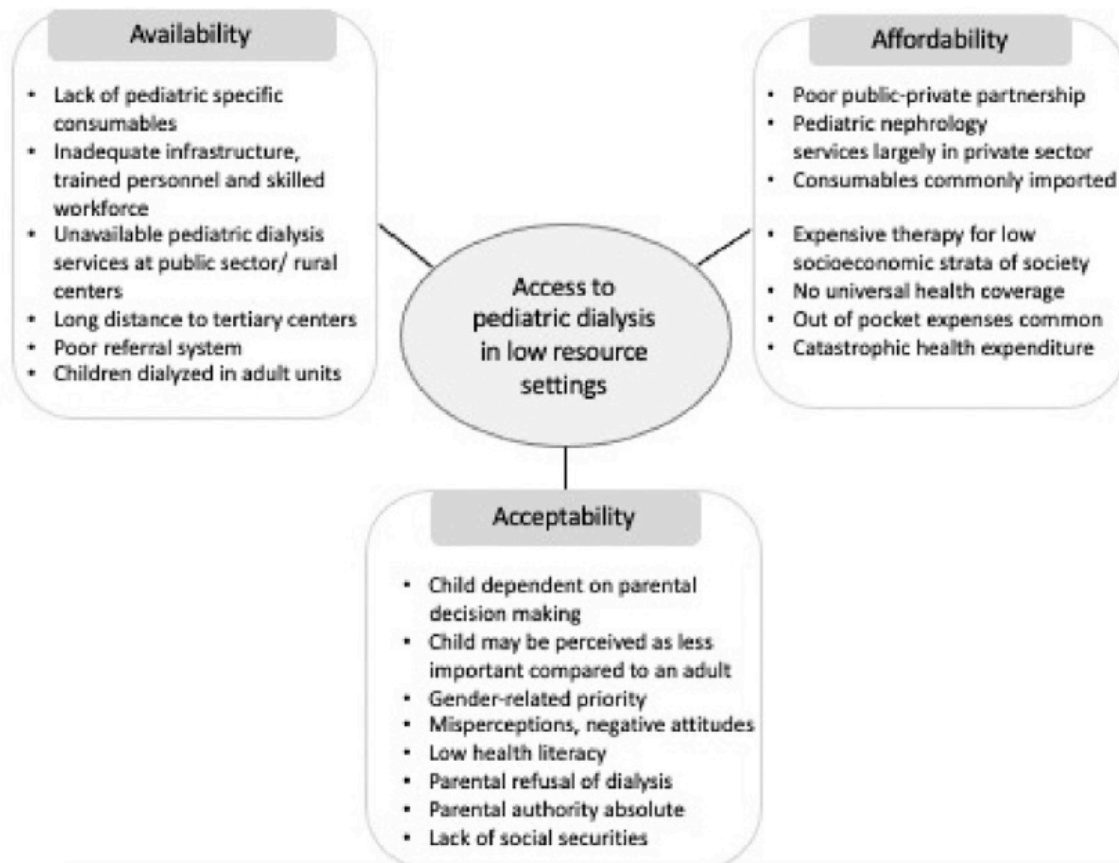 Availability
• Lack of pediatric specific
consumables
• Inadequate infrastructure,
trained personnel and skilled
workforce
• Unavailable pediatric dialysis
services at public sector/ rural
centers
• Long distance to tertiary centers
• Poor referral system
• Children dialyzed in adult units
Affordability
• Poor public-private partnership
• Pediatric nephrology
services largely in private sector
• Consumables commonly imported
• Expensive therapy for low
socioeconomic strata of society
• No universal health coverage
• Out of pocket expenses common
• Catastrophic health expenditure
Access to
pediatric dialysis
in low resource
settings
Acceptability
• Child dependent on parental
decision making
• Child may be perceived as less
important compared to an adult
• Gender-related priority
• Misperceptions, negative attitudes
• Low health literacy
• Parental refusal of dialysis
• Parental authority absolute
• Lack of social securities